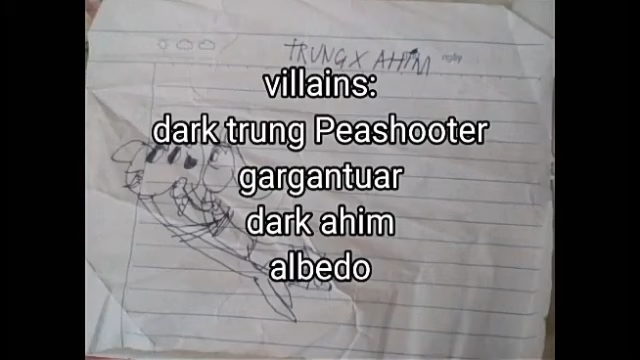 TRUNG X AHIM
villains:
dark trung Peashooter
gargantuar
dark ahim
albedo